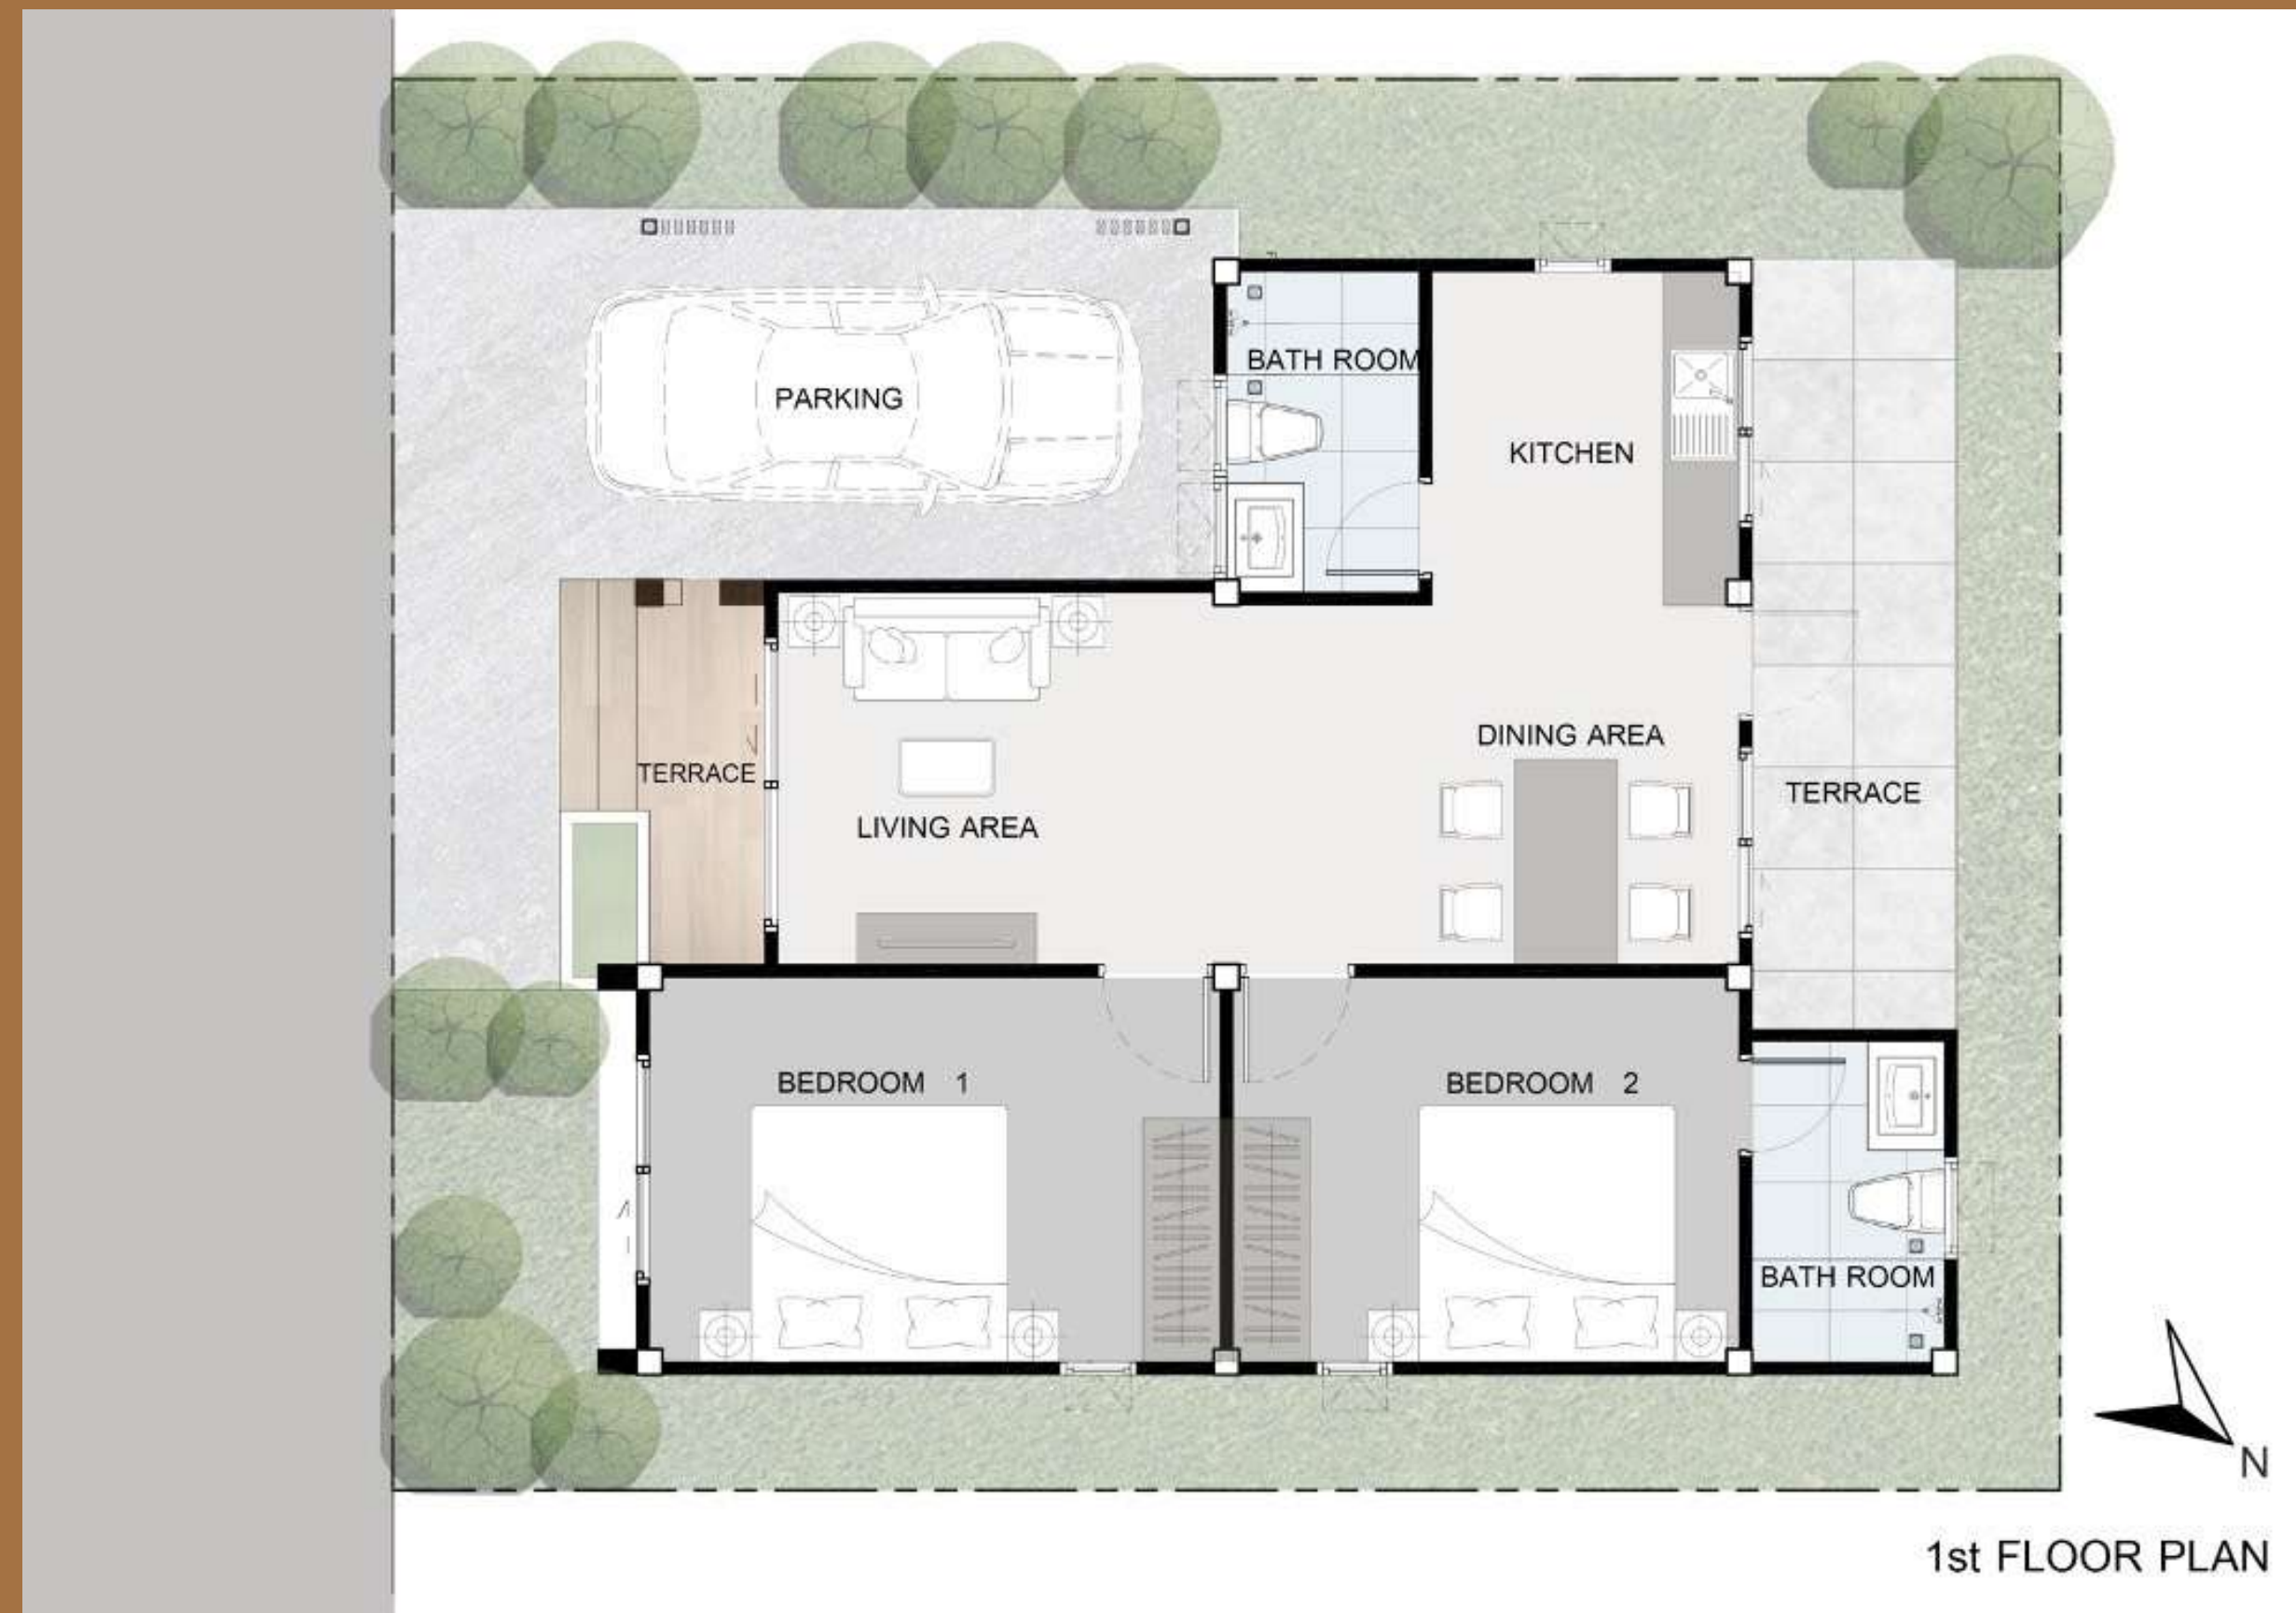 BATH ROOM
PARKING
KITCHEN
DINING AREA
TERRACE
TERRACE
LIVING AREA
BEDROOM 1
BEDROOM 2
BATH ROOM
N
1st FLOOR PLAN